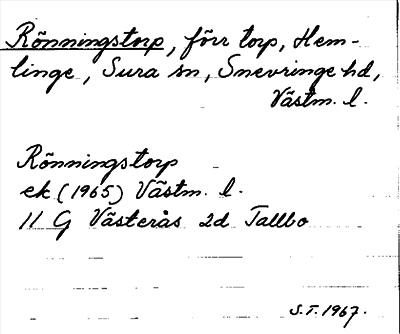 Rönningstorp, förr torp, Hem-
linge, Sura sn, Snevringe hd,
Västm. l.
Rönningstorp
ek (1965) Västm. l.
11 G Västerås 2d Tallbo
S.T. 1967.